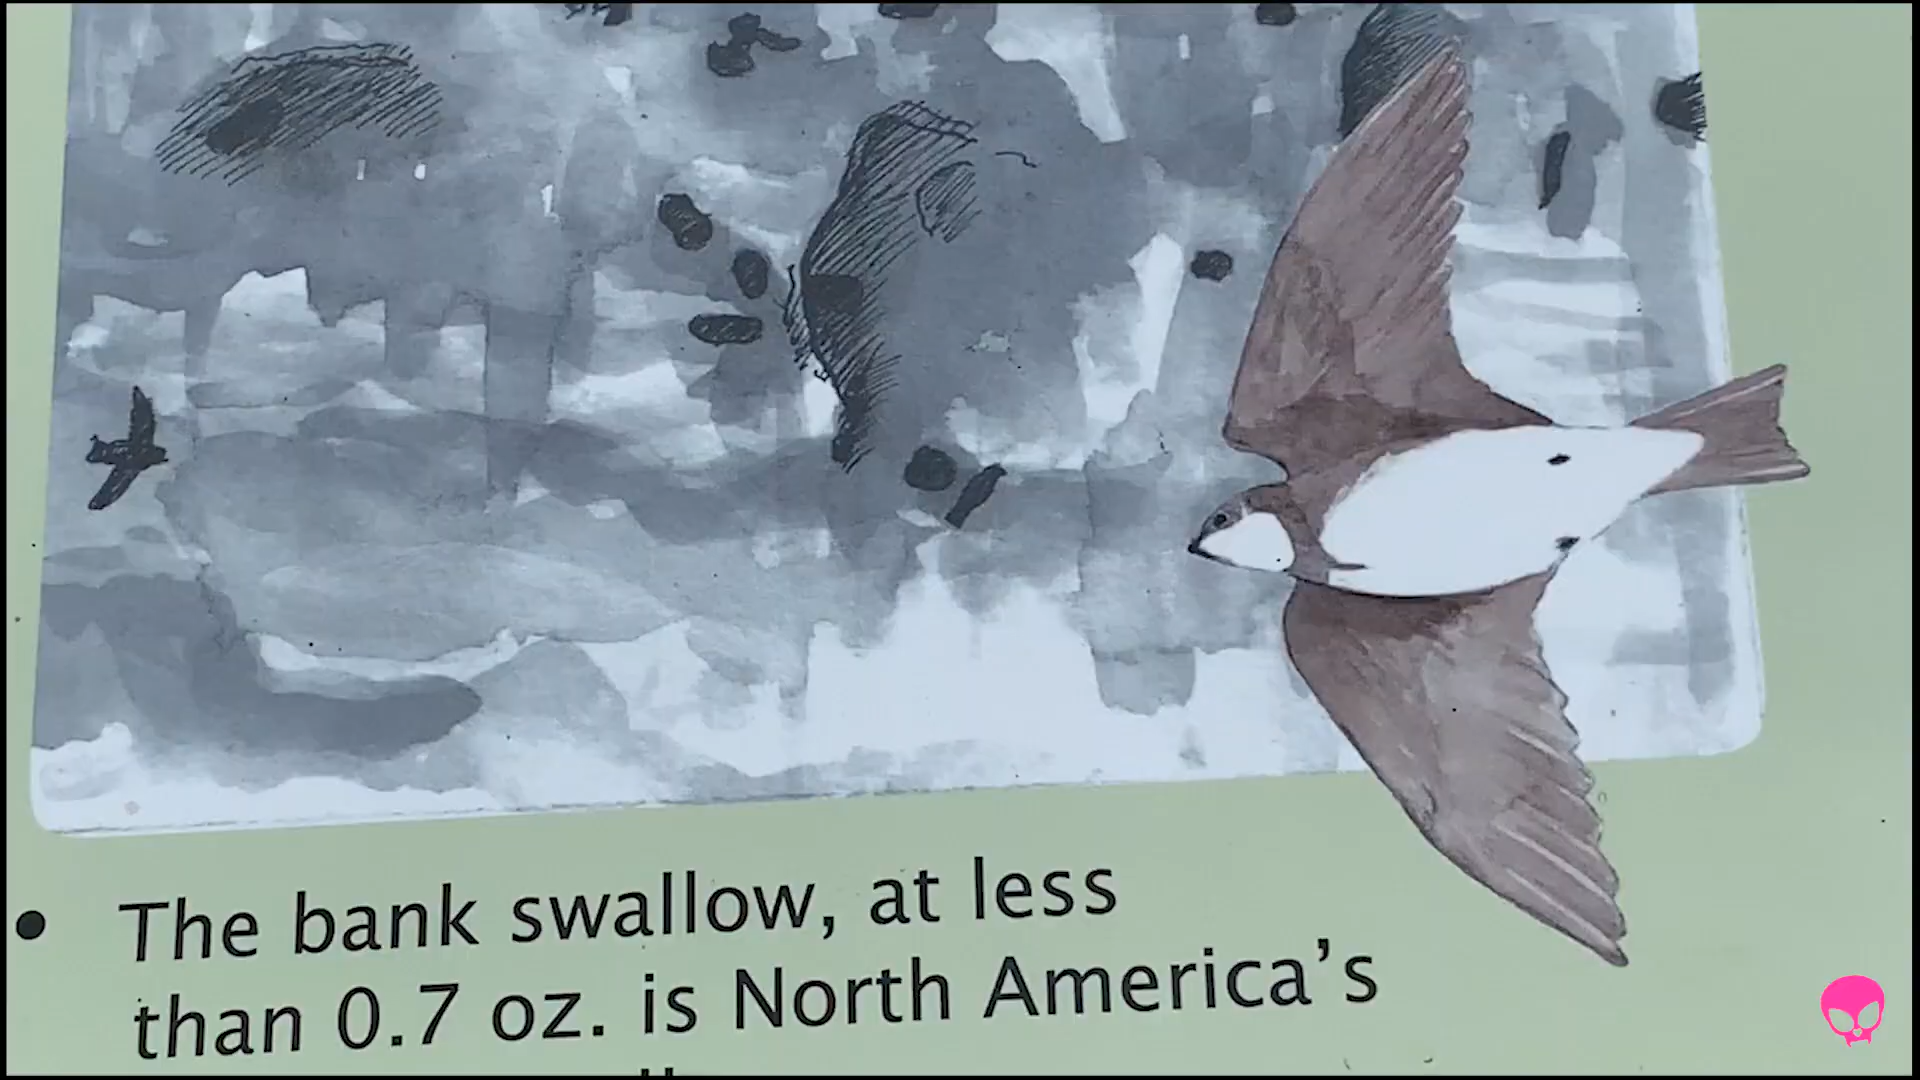 • The bank swallow, at less
than 0.7 oz. is North America’s